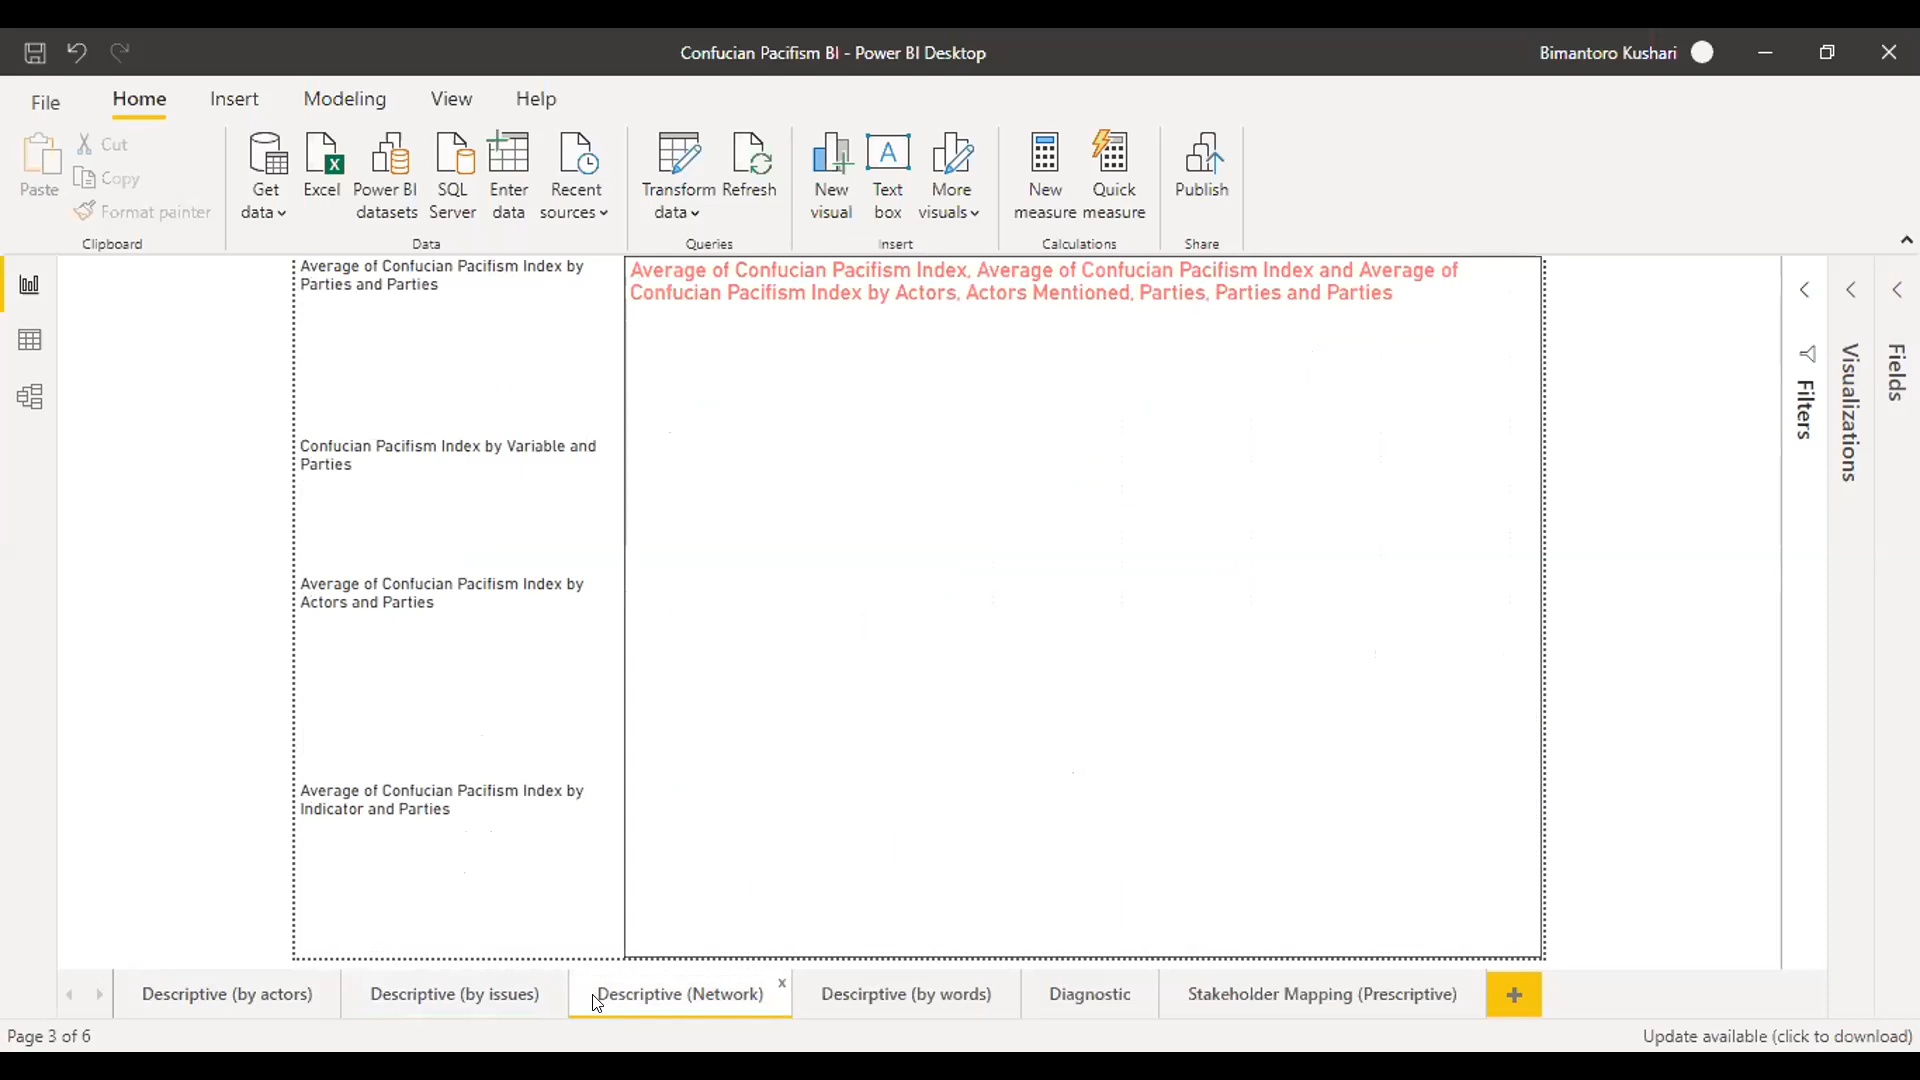 Confucian Pacifism BI - Power BI Desktop
Bimantoro Kushari
File
Home
Insert
Modeling
View
Help
Paste
Cut
Copy
Format painter
Clipboard
Get data
Excel
Power BI datasets
SQL Server
Enter data
Recent sources
Data
Transform data
Refresh
Queries
New visual
Text box
More visuals
Insert
New measure
Quick measure
Calculations
Publish
Share
Average of Confucian Pacifism Index by
Parties and Parties
Confucian Pacifism Index by Variable and
Parties
Average of Confucian Pacifism Index by
Actors and Parties
Average of Confucian Pacifism Index by
Indicator and Parties
Average of Confucian Pacifism Index, Average of Confucian Pacifism Index and Average of
Confucian Pacifism Index by Actors, Actors Mentioned, Parties, Parties and Parties
Filters
Visualizations
Fields
Descriptive (by actors)
Descriptive (by issues)
Descriptive (Network)
Descirptive (by words)
Diagnostic
Stakeholder Mapping (Prescriptive)
Page 3 of 6
Update available (click to download)